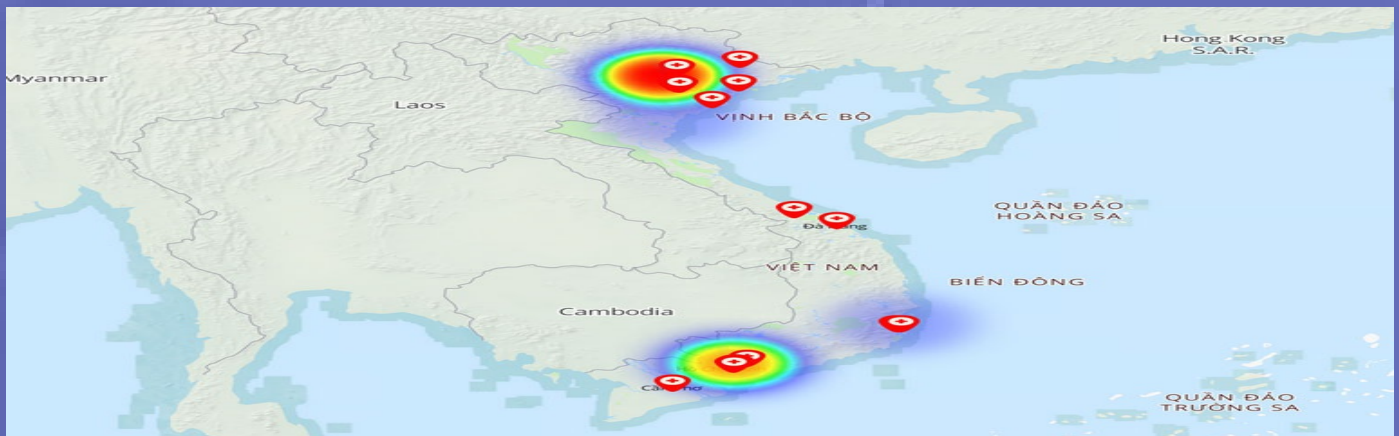 Hong Kong
S.A.R.
Myanmar
Laos
VỊNH BẮC BỘ
QUẦN ĐẢO
HOÀNG SA
VIỆT NAM
BIỂN ĐÔNG
Cambodia
QUẦN ĐẢO
TRƯỜNG SA